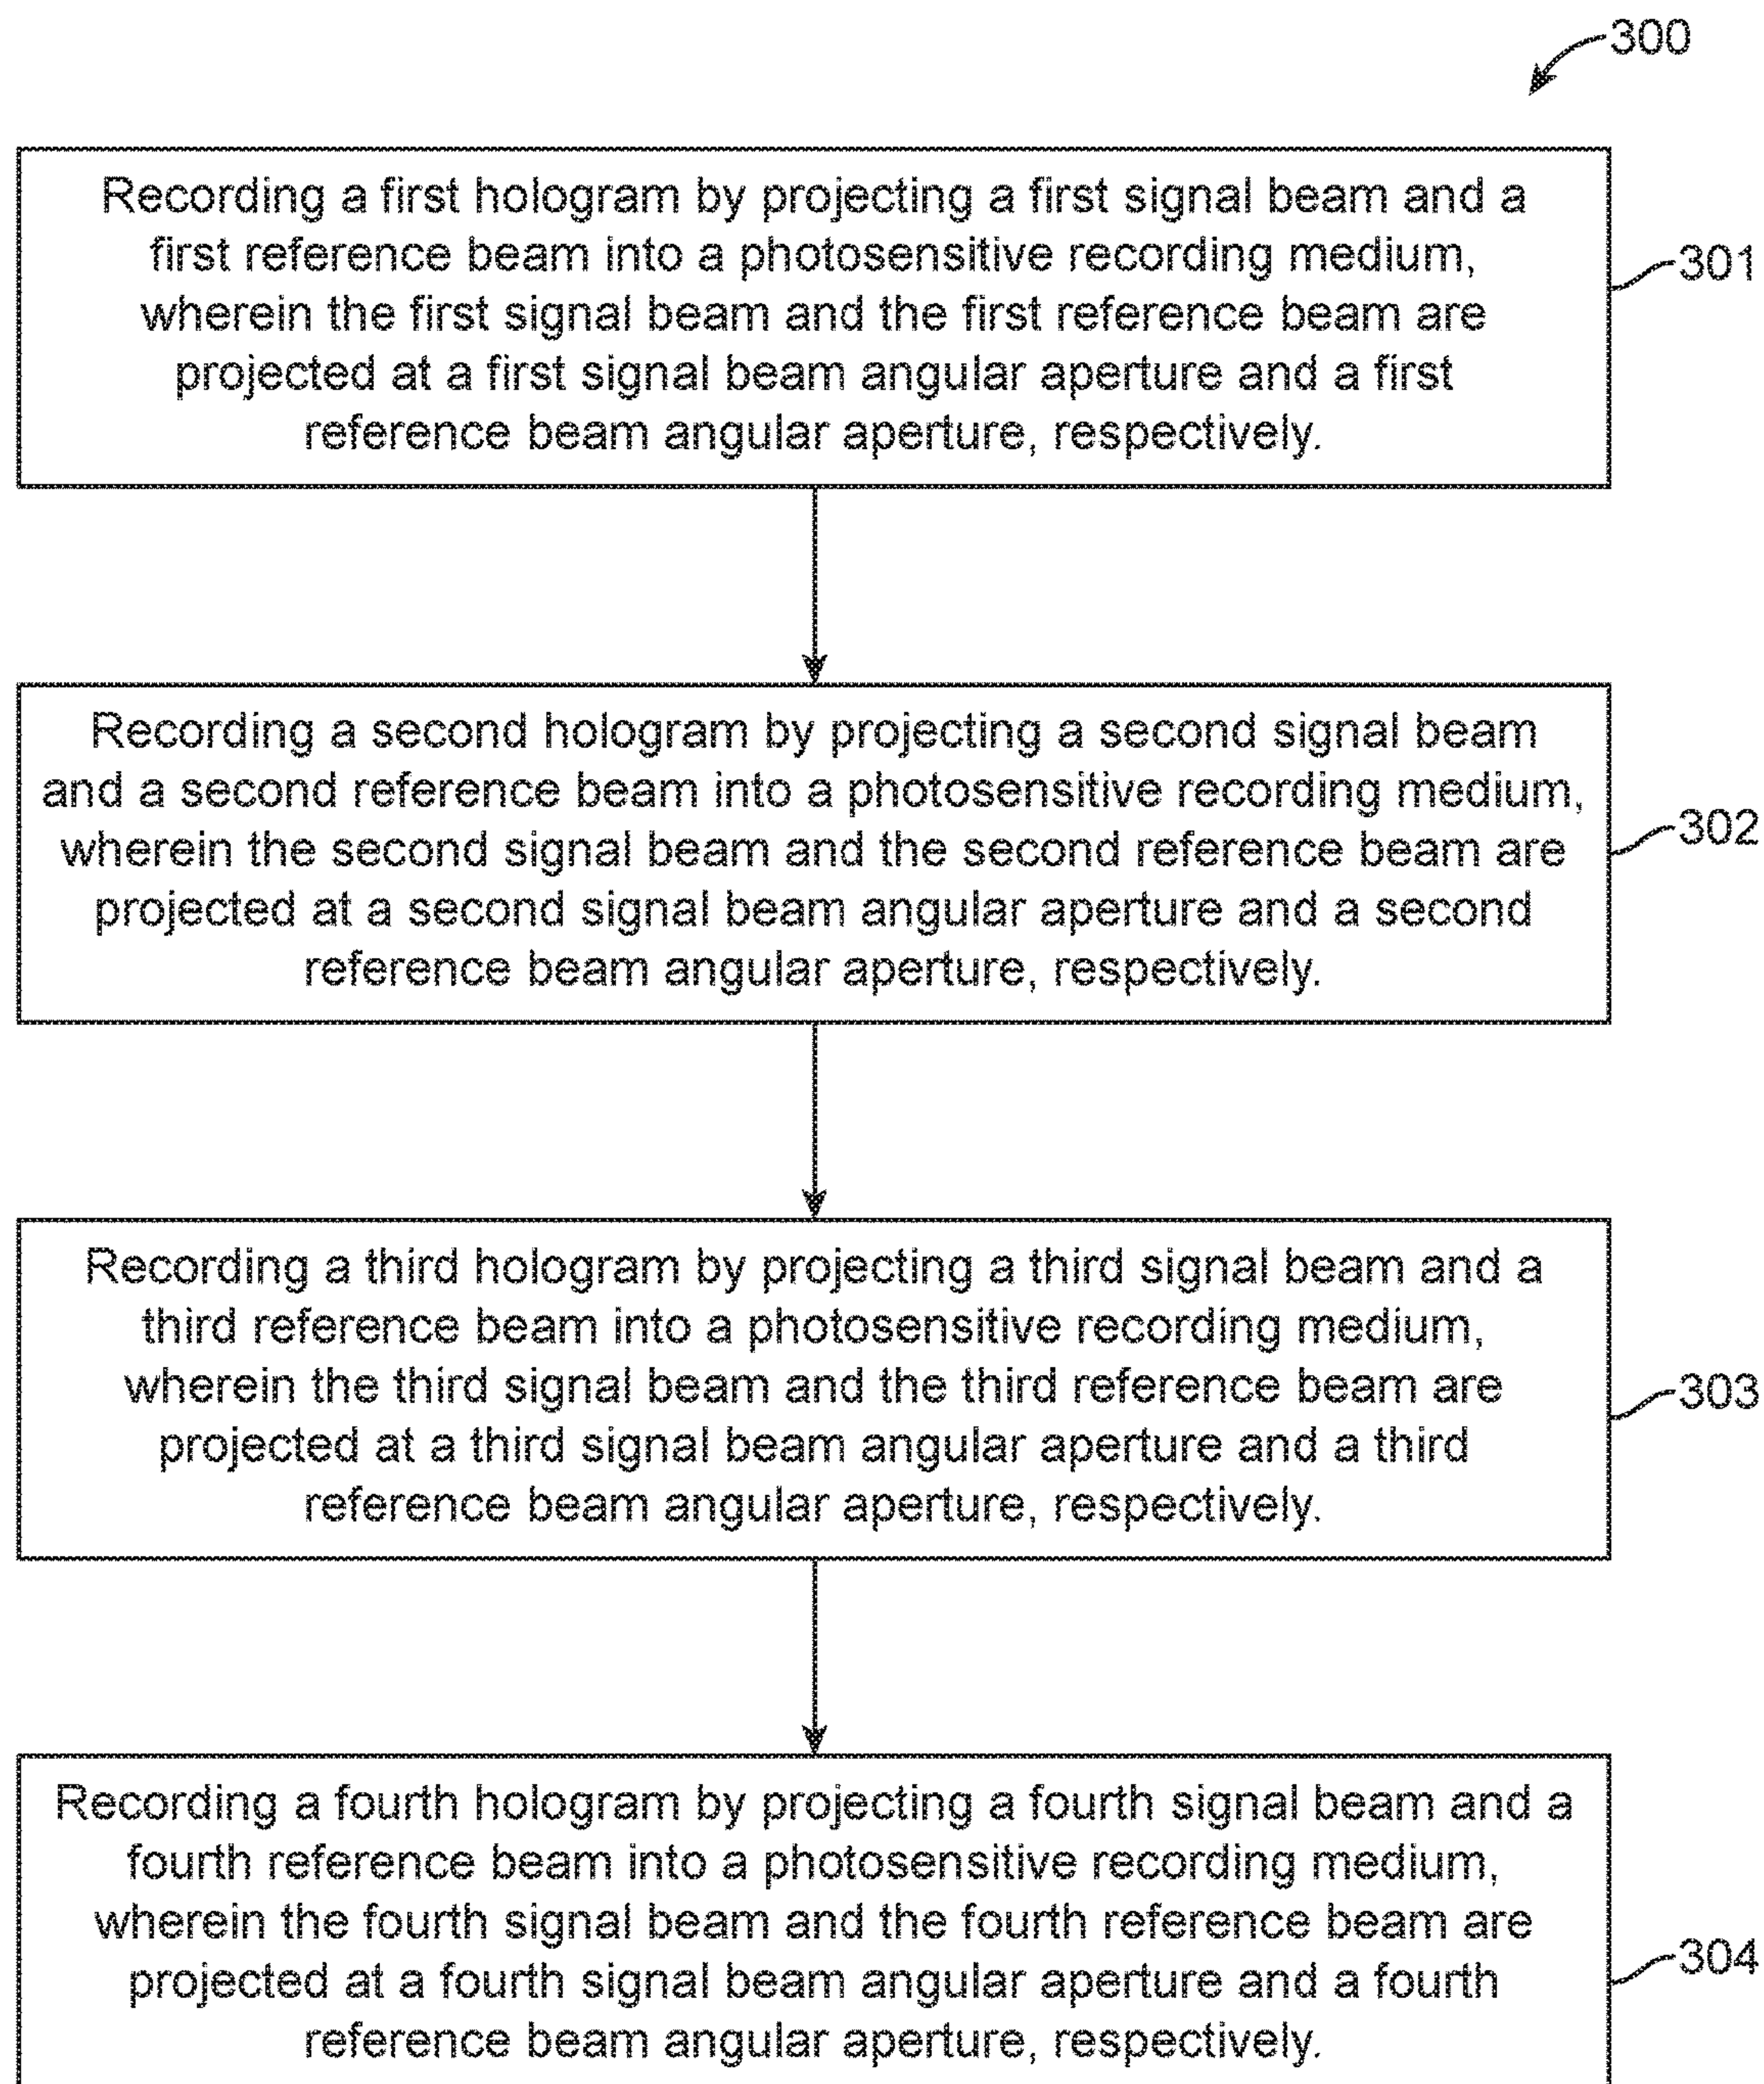 300
Recording a first hologram by projecting a first signal beam and a
first reference beam into a photosensitive recording medium,
wherein the first signal beam and the first reference beam are
projected at a first signal beam angular aperture and a first
reference beam angular aperture, respectively.
301
Recording a second hologram by projecting a second signal beam
and a second reference beam into a photosensitive recording medium,
wherein the second signal beam and the second reference beam are
projected at a second signal beam angular aperture and a second
reference beam angular aperture, respectively.
302
Recording a third hologram by projecting a third signal beam and a
third reference beam into a photosensitive recording medium,
wherein the third signal beam and the third reference beam are
projected at a third signal beam angular aperture and a third
reference beam angular aperture, respectively.
303
Recording a fourth hologram by projecting a fourth signal beam and a
fourth reference beam into a photosensitive recording medium,
wherein the fourth signal beam and the fourth reference beam are
projected at a fourth signal beam angular aperture and a fourth
reference beam angular aperture, respectively.
304